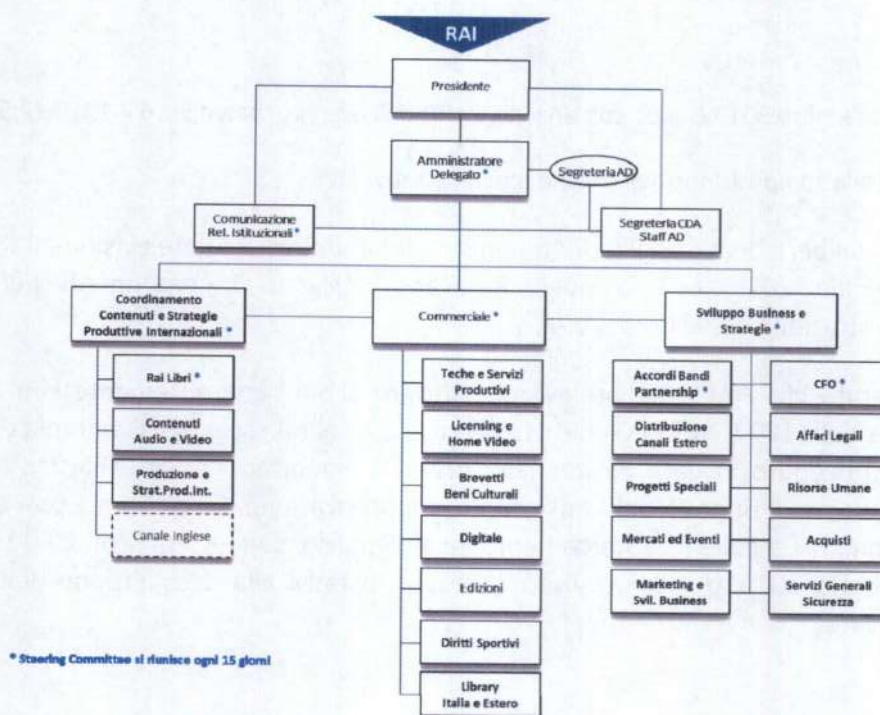 RAI
Presidente
Amministratore
Delegato *
Segreteria AD
Comunicazione
Rel. Istituzionali *
Segreteria CDA
Staff AD
Coordinamento
Contenuti e Strategie
Produttive Internazionali *
Commerciale *
Sviluppo Business e
Strategie *
Rai Libri *
Contenuti
Audio e Video
Produzione e
Strat.Prod.Int.
Canale Inglese
Teche e Servizi
Produttivi
Licensing e
Home Video
Brevetti
Beni Culturali
Digitale
Edizioni
Diritti Sportivi
Library
Italia e Estero
Accordi Bandi
Partnership *
Distribuzione
Canali Estero
Progetti Speciali
Mercati ed Eventi
Marketing e
Svil. Business
CFO *
Affari Legali
Risorse Umane
Acquisti
Servizi Generali
Sicurezza
* Steering Committee si riunisce ogni 15 giorni